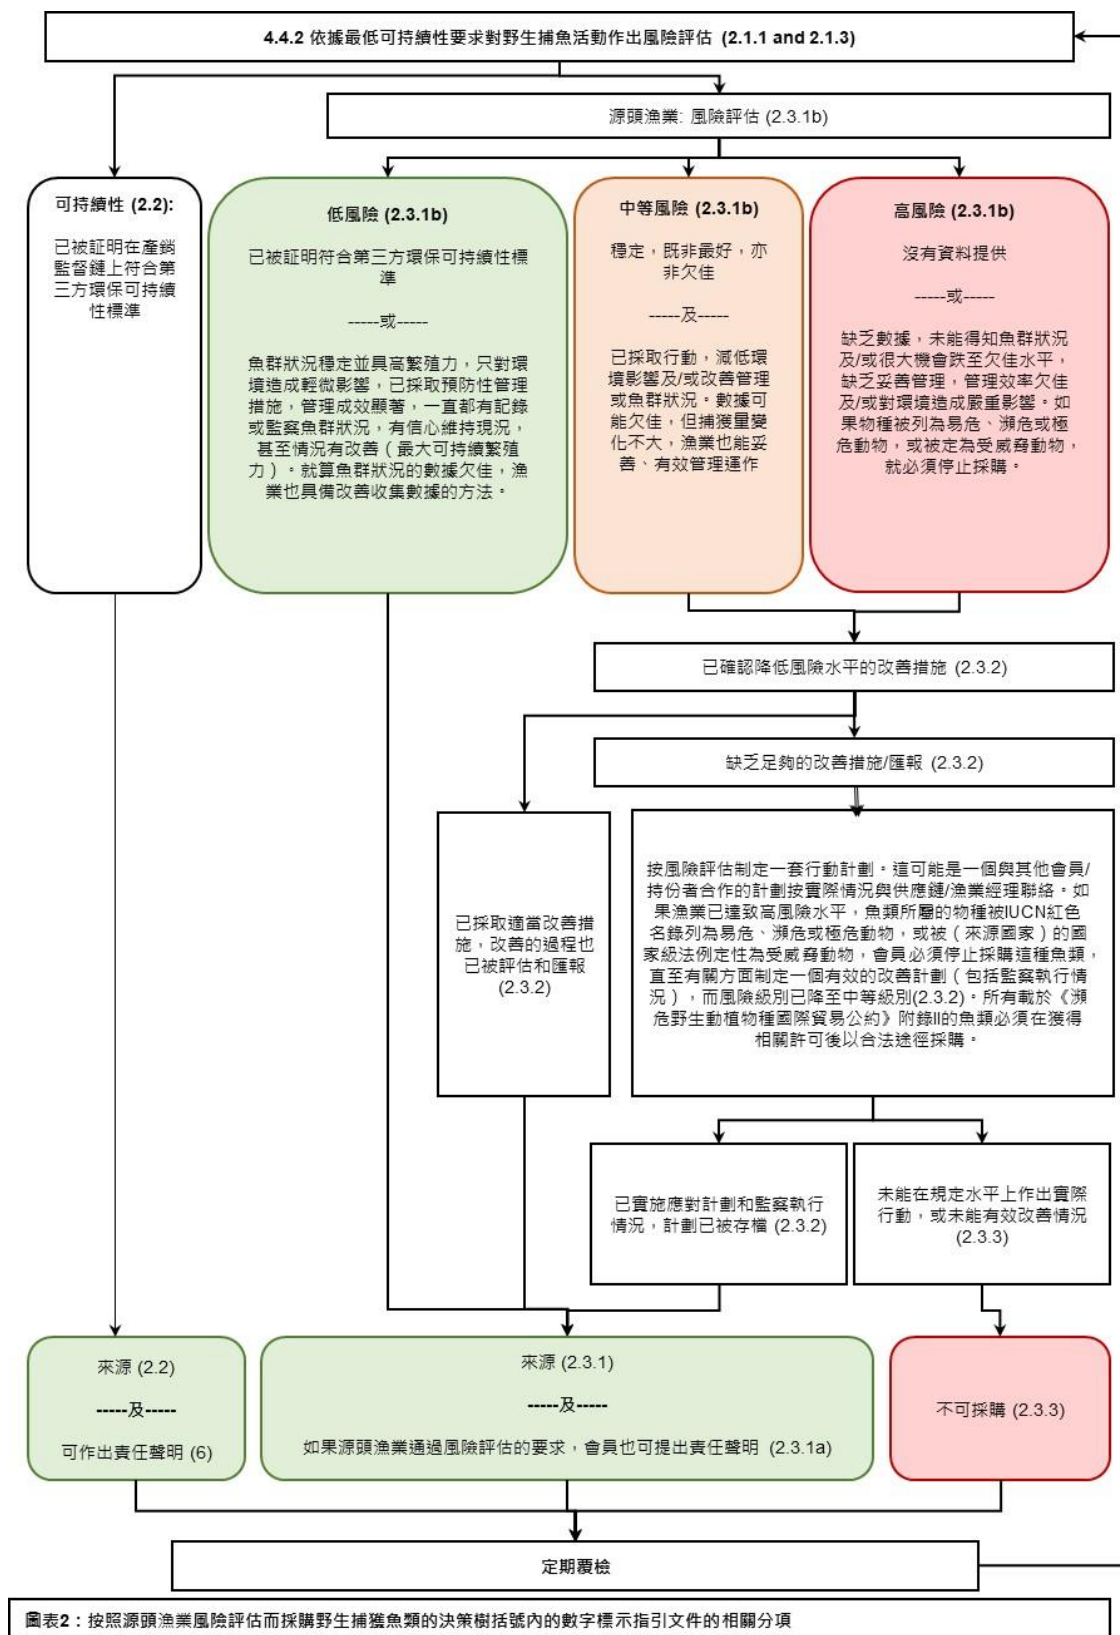 4.4.2 依據最低可持續性要求對野生捕魚活動作出風險評估 (2.1.1 and 2.1.3)
源頭漁業: 風險評估 (2.3.1b)
可持續性 (2.2):
已被証明在產銷
監督鏈上符合第
三方環保可持續
性標準
低風險 (2.3.1b)
已被証明符合第三方環保可持續性標
準
-----或-----
魚群狀況穩定並具高繁殖力，只對環
境造成輕微影響，已採取預防性管理
措施，管理成效顯著，一直都有記錄
或監察魚群狀況，有信心維持現況，
甚至情況有改善（最大可持續繁殖
力）。就算魚群狀況的數據欠佳，漁
業也具備改善收集數據的方法。
中等風險 (2.3.1b)
穩定，既非最好，亦
非欠佳
-----及-----
已採取行動，減低環
境影響及/或改善管理
或魚群狀況。數據可
能欠佳，但捕獲量變
化不大，漁業也能妥
善、有效管理運作
高風險 (2.3.1b)
沒有資料提供
-----或-----
缺乏數據，未能得知魚群狀況
及/或很大機會跌至欠佳水平，
缺乏妥善管理，管理效率欠佳
及/或對環境造成嚴重影響。如
果物種被列為易危、瀕危或極
危動物，或被定為受威脅動物，
就必須停止採購。
已確認降低風險水平的改善措施 (2.3.2)
缺乏足夠的改善措施/匯報 (2.3.2)
已採取適當改善措
施，改善的過程也
已被評估和匯報
(2.3.2)
按風險評估制定一套行動計劃。這可能是一個與其他會員/
持份者合作的計劃按實際情況與供應鏈/漁業經理聯絡。如
果漁業已達致高風險水平，魚類所屬的物種被IUCN紅色
名錄列為易危、瀕危或極危動物，或被（來源國家）的國
家級法例定性為受威脅動物，會員必須停止採購這種魚類，
直至有關方面制定一個有效的改善計劃（包括監察執行情
況），而風險級別已降至中等級別(2.3.2)。所有載於《瀕
危野生動植物種國際貿易公約》附錄II的魚類必須在獲得
相關許可後以合法途徑採購。
已實施應對計劃和監察執行
情況，計劃已被存檔 (2.3.2)
未能在規定水平上作出實際
行動，或未能有效改善情況
(2.3.3)
來源 (2.2)
-----及-----
可作出責任聲明 (6)
來源 (2.3.1)
-----及-----
如果源頭漁業通過風險評估的要求，會員也可提出責任聲明 (2.3.1a)
不可採購 (2.3.3)
定期覆檢
圖表2：按照源頭漁業風險評估而採購野生捕獲魚類的決策樹括號內的數字標示指引文件的相關分項